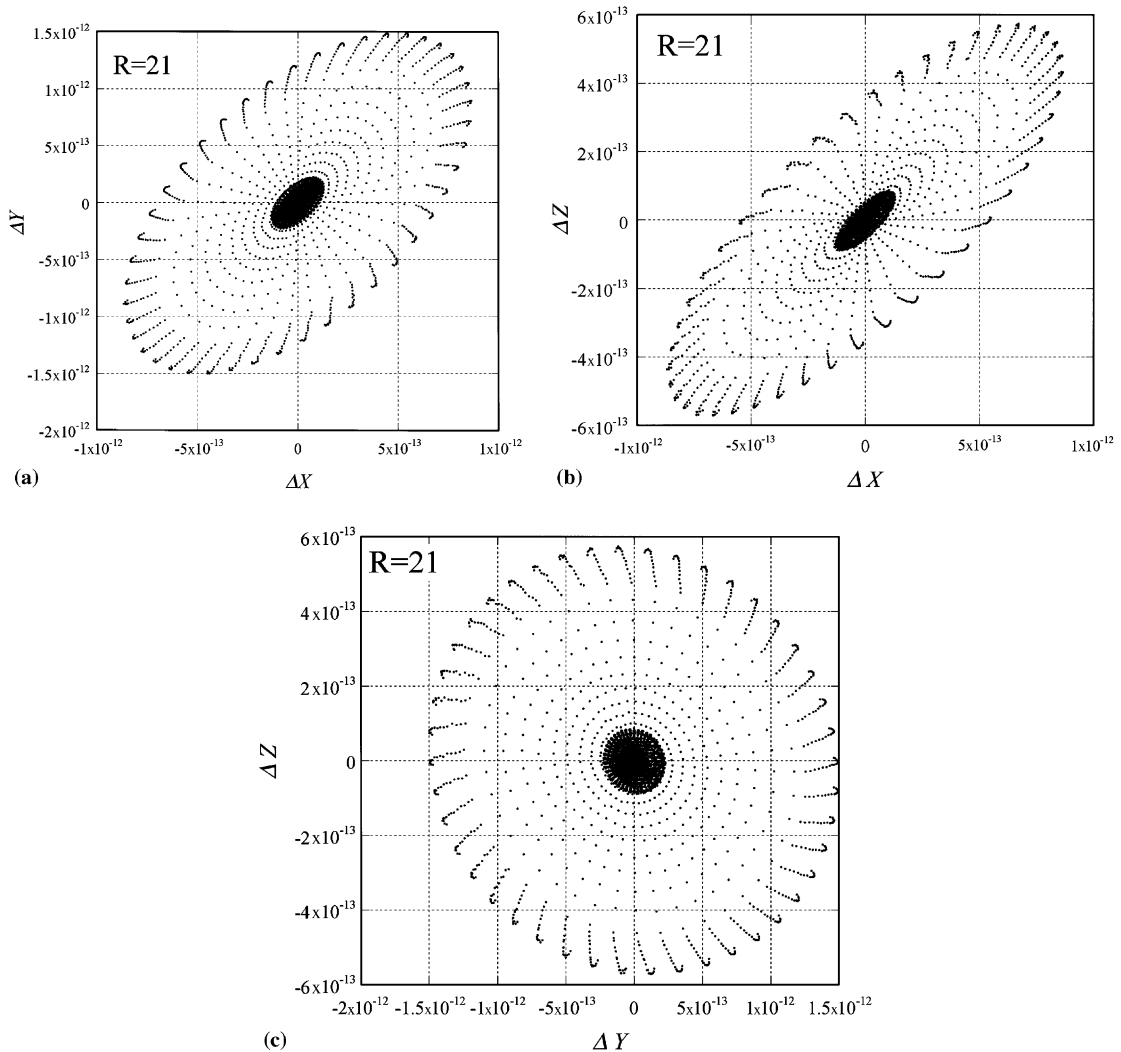 R=21
1.5x10⁻¹²
1x10⁻¹²
5x10⁻¹³
0
-5x10⁻¹³
-1x10⁻¹²
-1.5x10⁻¹²
-2x10⁻¹²
ΔY
-1x10⁻¹² -5x10⁻¹³ 0 5x10⁻¹³ 1x10⁻¹²
(a) ΔX
R=21
6x10⁻¹³
4x10⁻¹³
2x10⁻¹³
0
-2x10⁻¹³
-4x10⁻¹³
-6x10⁻¹³
ΔZ
-1x10⁻¹² -5x10⁻¹³ 0 5x10⁻¹³ 1x10⁻¹²
(b) ΔX
R=21
6x10⁻¹³
4x10⁻¹³
2x10⁻¹³
0
-2x10⁻¹³
-4x10⁻¹³
-6x10⁻¹³
ΔZ
-2x10⁻¹² -1.5x10⁻¹² -1x10⁻¹² -5x10⁻¹³ 0 5x10⁻¹³ 1x10⁻¹² 1.5x10⁻¹²
(c) ΔY